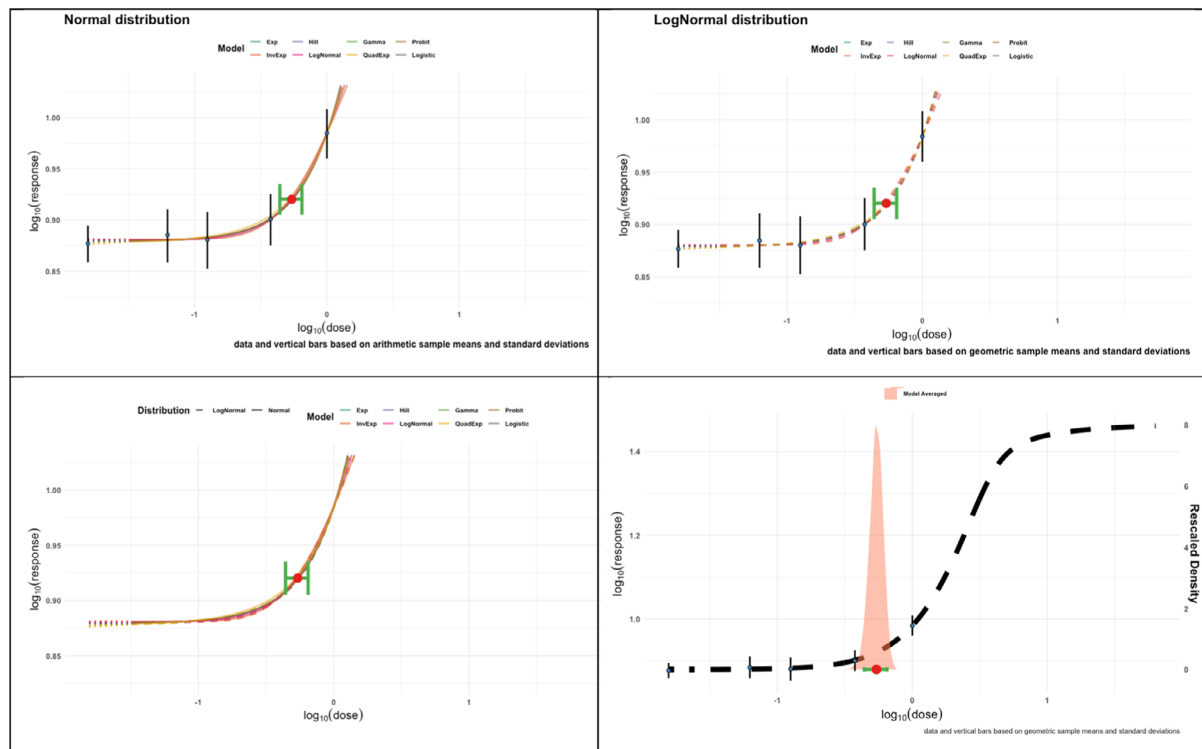 Normal distribution
Model Exp Hill Gamma Probit
InvExp LogNormal QuadExp Logistic
log10(response)
1.00
0.95
0.90
0.85
-1 0 1
log10(dose)
data and vertical bars based on arithmetic sample means and standard deviations
LogNormal distribution
Model Exp Hill Gamma Probit
InvExp LogNormal QuadExp Logistic
log10(response)
1.00
0.95
0.90
0.85
-1 0 1
log10(dose)
data and vertical bars based on geometric sample means and standard deviations
Distribution LogNormal Normal Model Exp Hill Gamma Probit
InvExp LogNormal QuadExp Logistic
log10(response)
1.00
0.95
0.90
0.85
-1 0 1
log10(dose)
Model Averaged
log10(response)
1.4
1.2
1.0
8
6
4
2
0
Rescaled Density
-1 0 1
log10(dose)
data and vertical bars based on geometric sample means and standard deviations